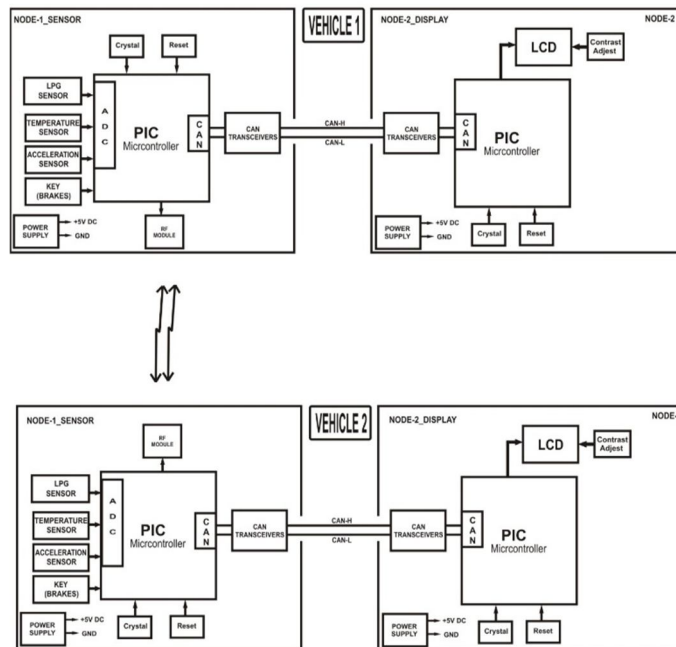 NODE-1_SENSOR
VEHICLE 1
NODE-2_DISPLAY
NODE-2
Crystal
Reset
LCD
Contrast
Adjest
LPG
SENSOR
TEMPERATURE
SENSOR
ACCELERATION
SENSOR
KEY
(BRAKES)
A
D
C
PIC
Micrcontroller
C
A
N
CAN
TRANSCEIVERS
CAN-H
CAN-L
CAN
TRANSCEIVERS
C
A
N
PIC
Micrcontroller
POWER
SUPPLY
+5V DC
GND
RF
MODULE
POWER
SUPPLY
+5V DC
GND
Crystal
Reset
NODE-1_SENSOR
VEHICLE 2
NODE-2_DISPLAY
NODE-
RF
MODULE
LCD
Contrast
Adjest
LPG
SENSOR
TEMPERATURE
SENSOR
ACCELERATION
SENSOR
KEY
(BRAKES)
A
D
C
PIC
Micrcontroller
C
A
N
CAN
TRANSCEIVERS
CAN-H
CAN-L
CAN
TRANSCEIVERS
C
A
N
PIC
Micrcontroller
POWER
SUPPLY
+5V DC
GND
Crystal
Reset
POWER
SUPPLY
+5V DC
GND
Crystal
Reset